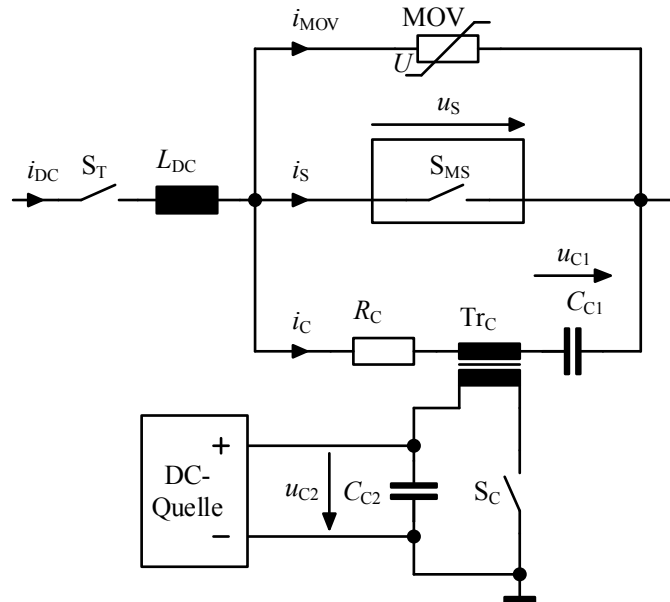 i_MOV
MOV
U
u_S
i_DC
S_T
L_DC
i_S
S_MS
u_C1
C_C1
i_C
R_C
Tr_C
+
DC-
Quelle
−
u_C2
C_C2
S_C